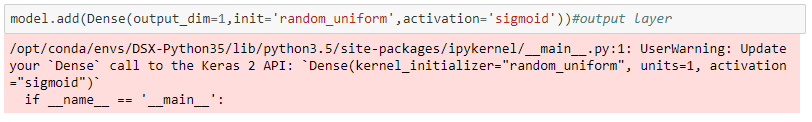 model.add(Dense(output_dim=1,init='random_uniform',activation='sigmoid'))#output layer
/opt/conda/envs/DSX-Python35/lib/python3.5/site-packages/ipykernel/__main__.py:1: UserWarning: Update
your `Dense` call to the Keras 2 API: `Dense(kernel_initializer="random_uniform", units=1, activation
="sigmoid")`
  if __name__ == '__main__':